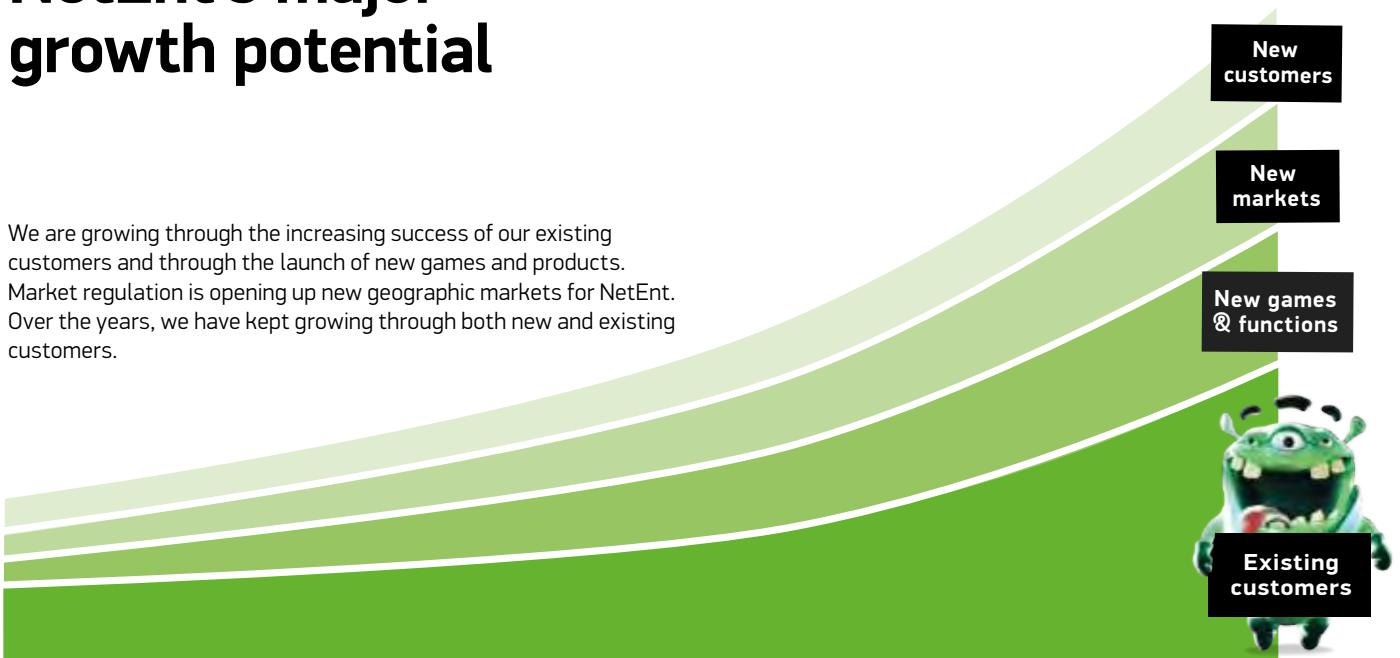 NetEnt's major
growth potential
We are growing through the increasing success of our existing
customers and through the launch of new games and products.
Market regulation is opening up new geographic markets for NetEnt.
Over the years, we have kept growing through both new and existing
customers.
New
customers
New
markets
New games
& functions
Existing
customers